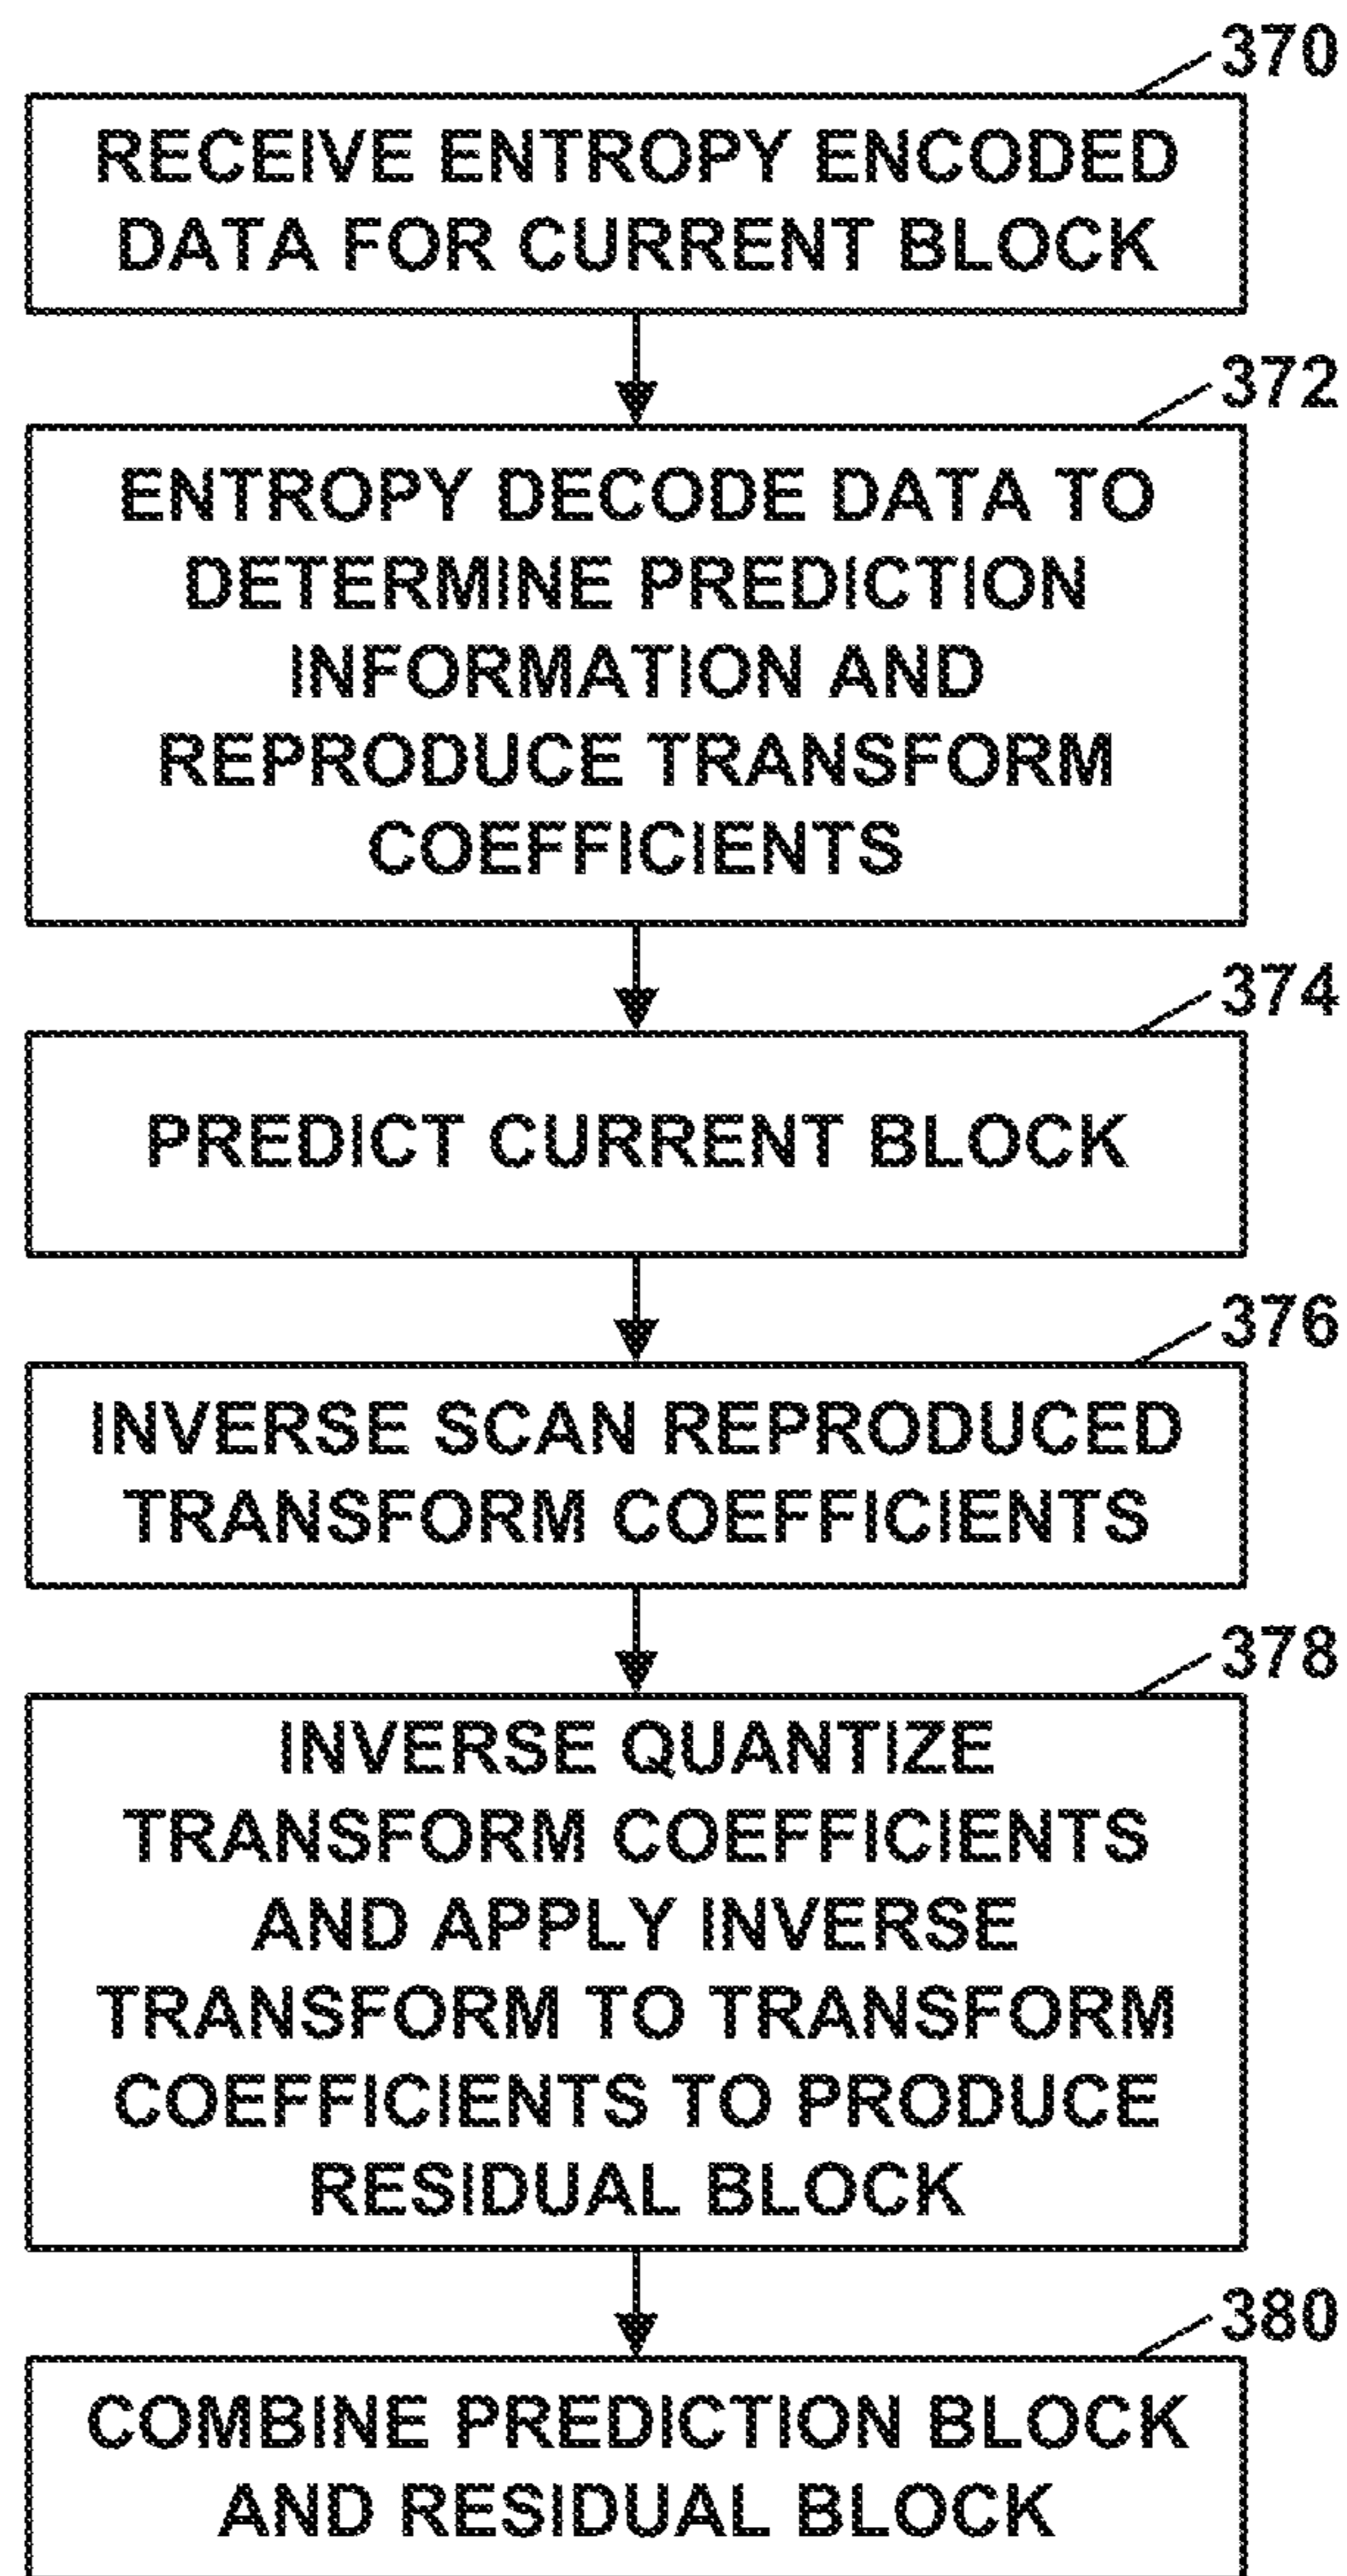 370
RECEIVE ENTROPY ENCODED
DATA FOR CURRENT BLOCK
372
ENTROPY DECODE DATA TO
DETERMINE PREDICTION
INFORMATION AND
REPRODUCE TRANSFORM
COEFFICIENTS
374
PREDICT CURRENT BLOCK
376
INVERSE SCAN REPRODUCED
TRANSFORM COEFFICIENTS
378
INVERSE QUANTIZE
TRANSFORM COEFFICIENTS
AND APPLY INVERSE
TRANSFORM TO TRANSFORM
COEFFICIENTS TO PRODUCE
RESIDUAL BLOCK
380
COMBINE PREDICTION BLOCK
AND RESIDUAL BLOCK